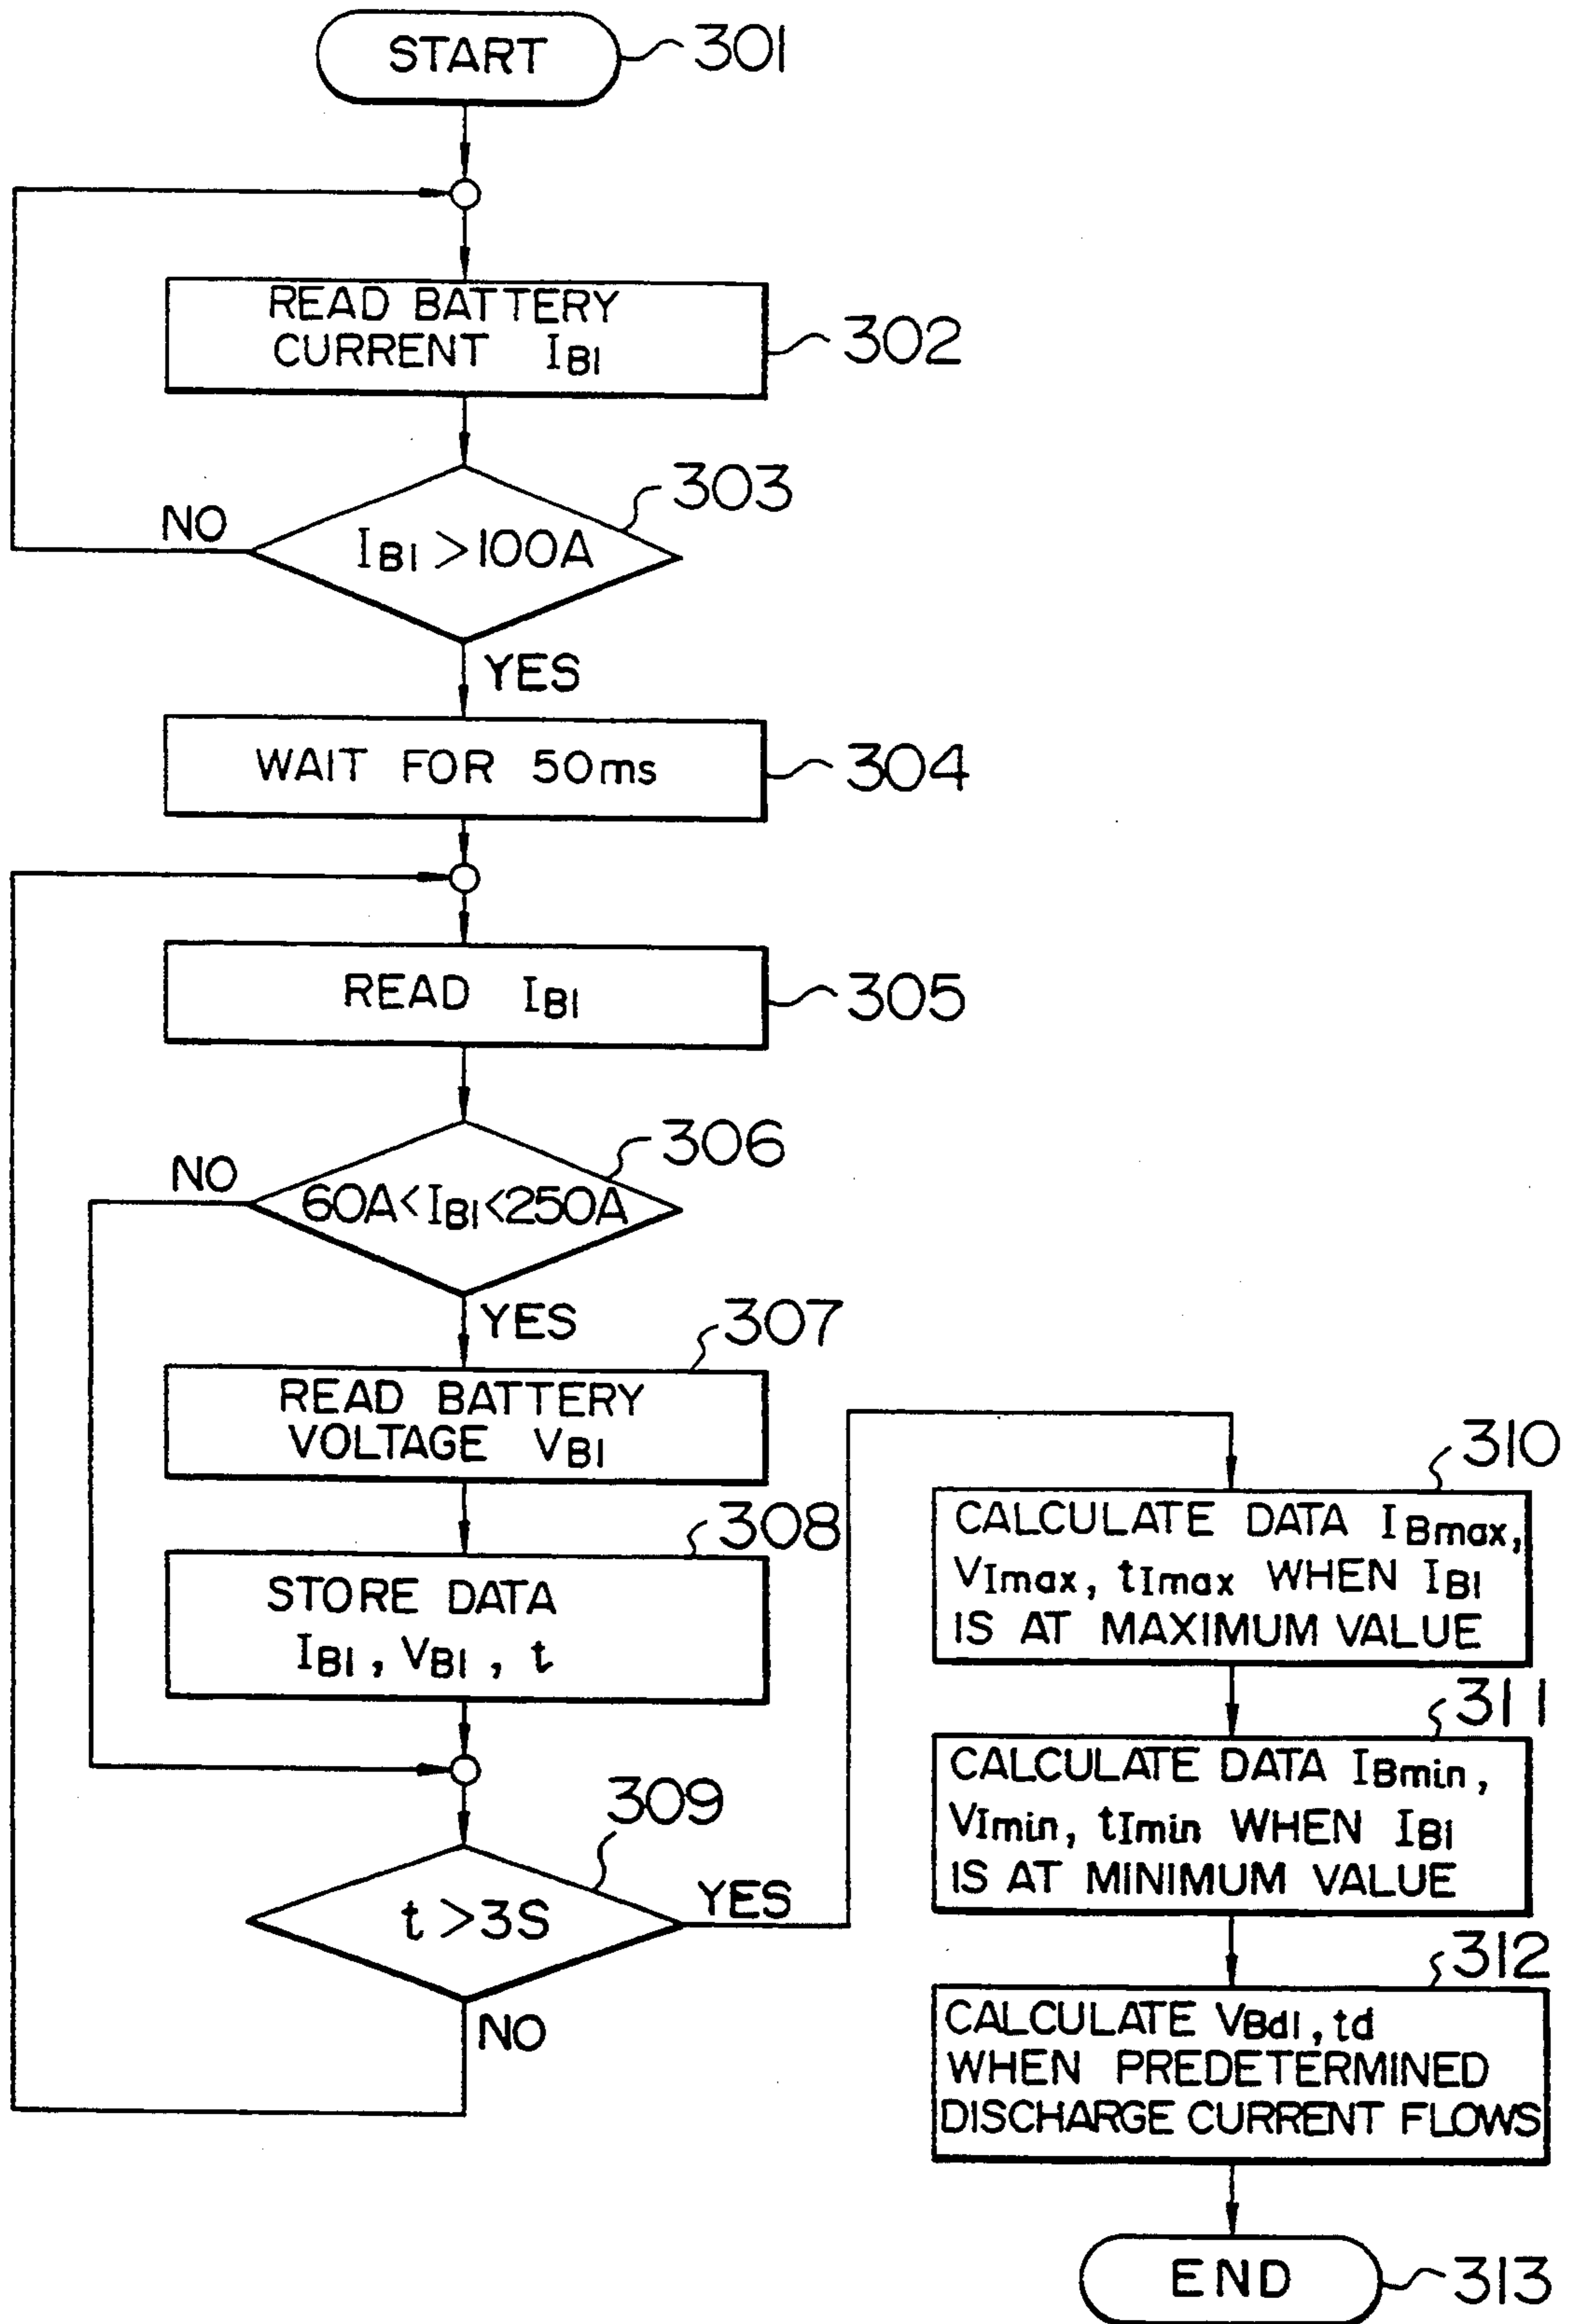 START
301
READ BATTERY
CURRENT IB1
302
303
IB1 > 100A
NO
YES
WAIT FOR 50ms
304
READ IB1
305
306
60A < IB1 < 250A
NO
YES
307
READ BATTERY
VOLTAGE VB1
308
STORE DATA
IB1, VB1, t
309
t > 3S
YES
NO
310
CALCULATE DATA IBmax,
VImax, tImax WHEN IB1
IS AT MAXIMUM VALUE
311
CALCULATE DATA IBmin,
VImin, tImin WHEN IB1
IS AT MINIMUM VALUE
312
CALCULATE VBd1, td
WHEN PREDETERMINED
DISCHARGE CURRENT FLOWS
END
313